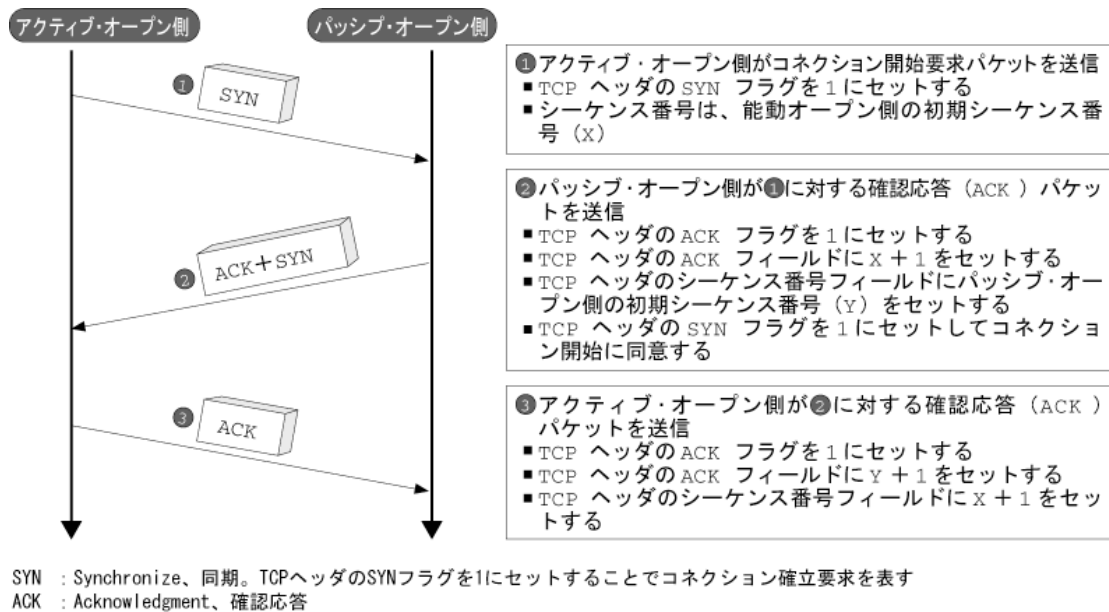 アクティブ・オープン側
パッシブ・オープン側
❶
SYN
❷
ACK+SYN
❸
ACK
❶アクティブ・オープン側がコネクション開始要求パケットを送信
■TCP ヘッダの SYN フラグを1にセットする
■シーケンス番号は、能動オープン側の初期シーケンス番
号（X）
❷パッシブ・オープン側が❶に対する確認応答（ACK ）パケッ
トを送信
■TCP ヘッダの ACK フラグを1にセットする
■TCP ヘッダの ACK フィールドに X + 1 をセットする
■TCP ヘッダのシーケンス番号フィールドにパッシブ・オー
プン側の初期シーケンス番号（Y）をセットする
■TCP ヘッダの SYN フラグを1にセットしてコネクショ
ン開始に同意する
❸アクティブ・オープン側が❷に対する確認応答（ACK ）
パケットを送信
■TCP ヘッダの ACK フラグを1にセットする
■TCP ヘッダの ACK フィールドに Y + 1 をセットする
■TCP ヘッダのシーケンス番号フィールドに X + 1 をセッ
トする
SYN ：Synchronize、同期。TCPヘッダのSYNフラグを1にセットすることでコネクション確立要求を表す
ACK ：Acknowledgment、確認応答